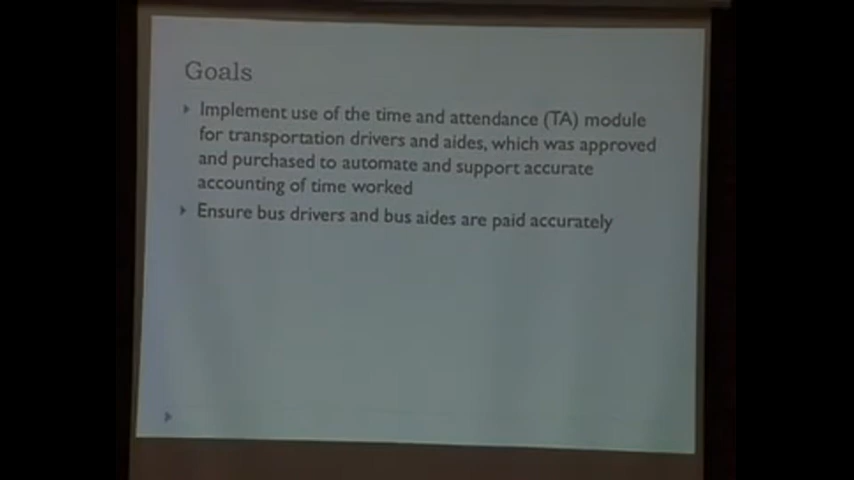 Goals
Implement use of the time and attendance (TA) module
for transportation drivers and aides, which was approved
and purchased to automate and support accurate
accounting of time worked
Ensure bus drivers and bus aides are paid accurately